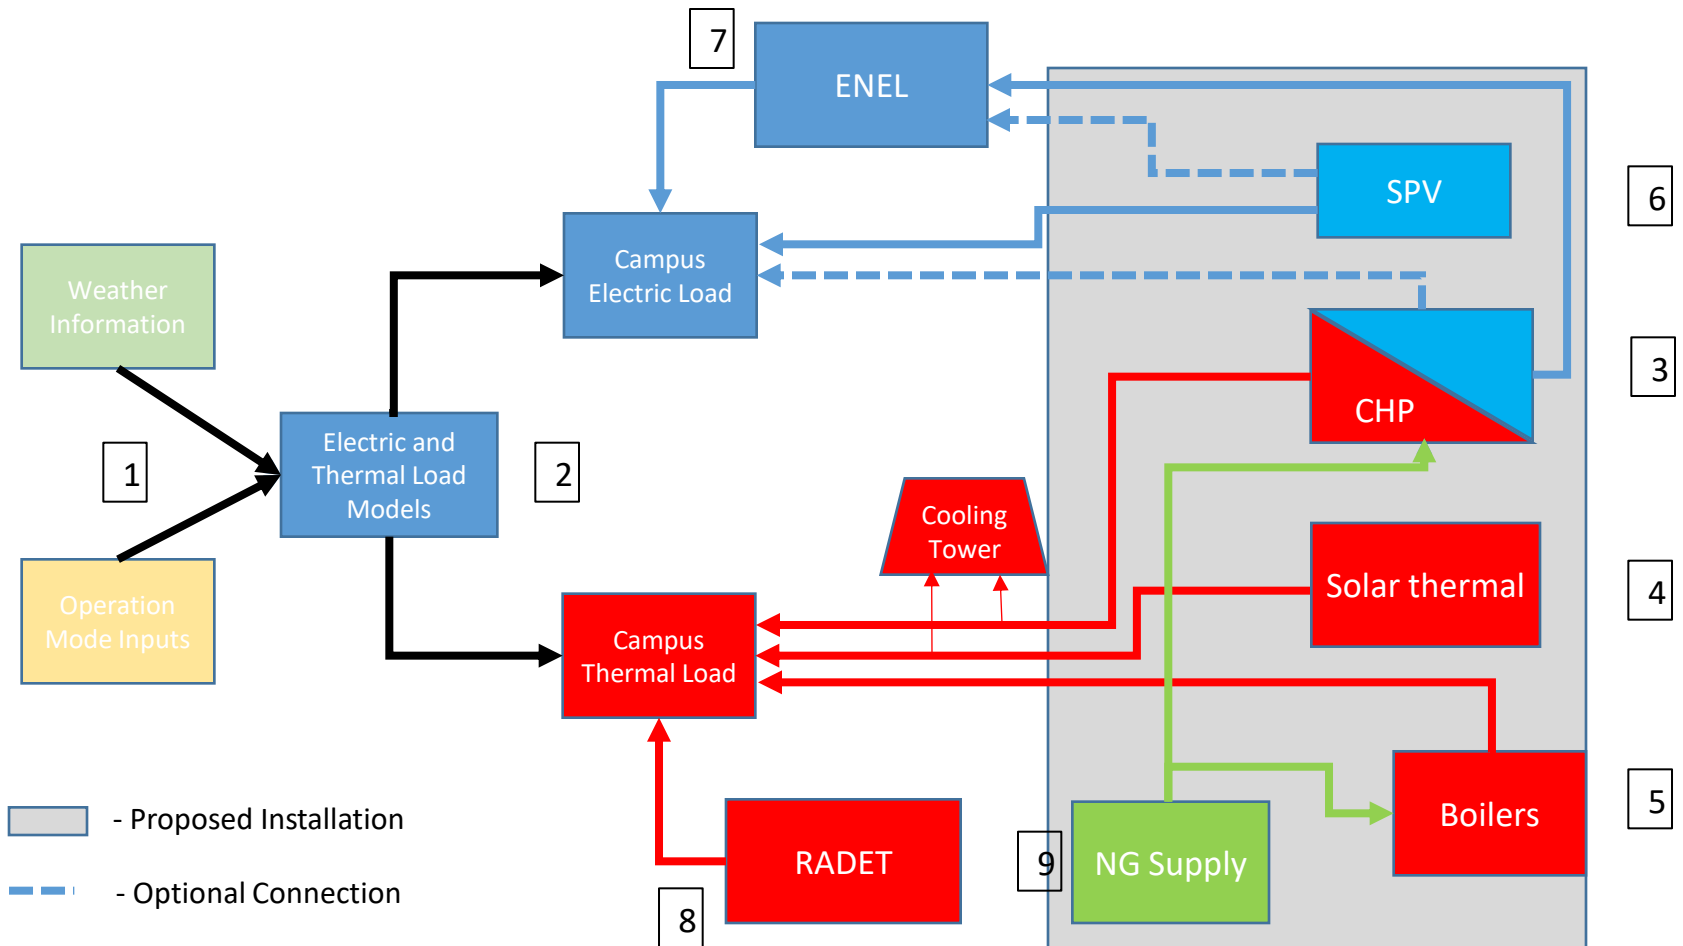 7
ENEL
SPV
6
Campus
Electric Load
Weather
Information
3
CHP
1
Electric and
Thermal Load
Models
2
Cooling
Tower
Solar thermal
4
Operation
Mode Inputs
Campus
Thermal Load
5
Boilers
- Proposed Installation
RADET
9
NG Supply
- Optional Connection
8